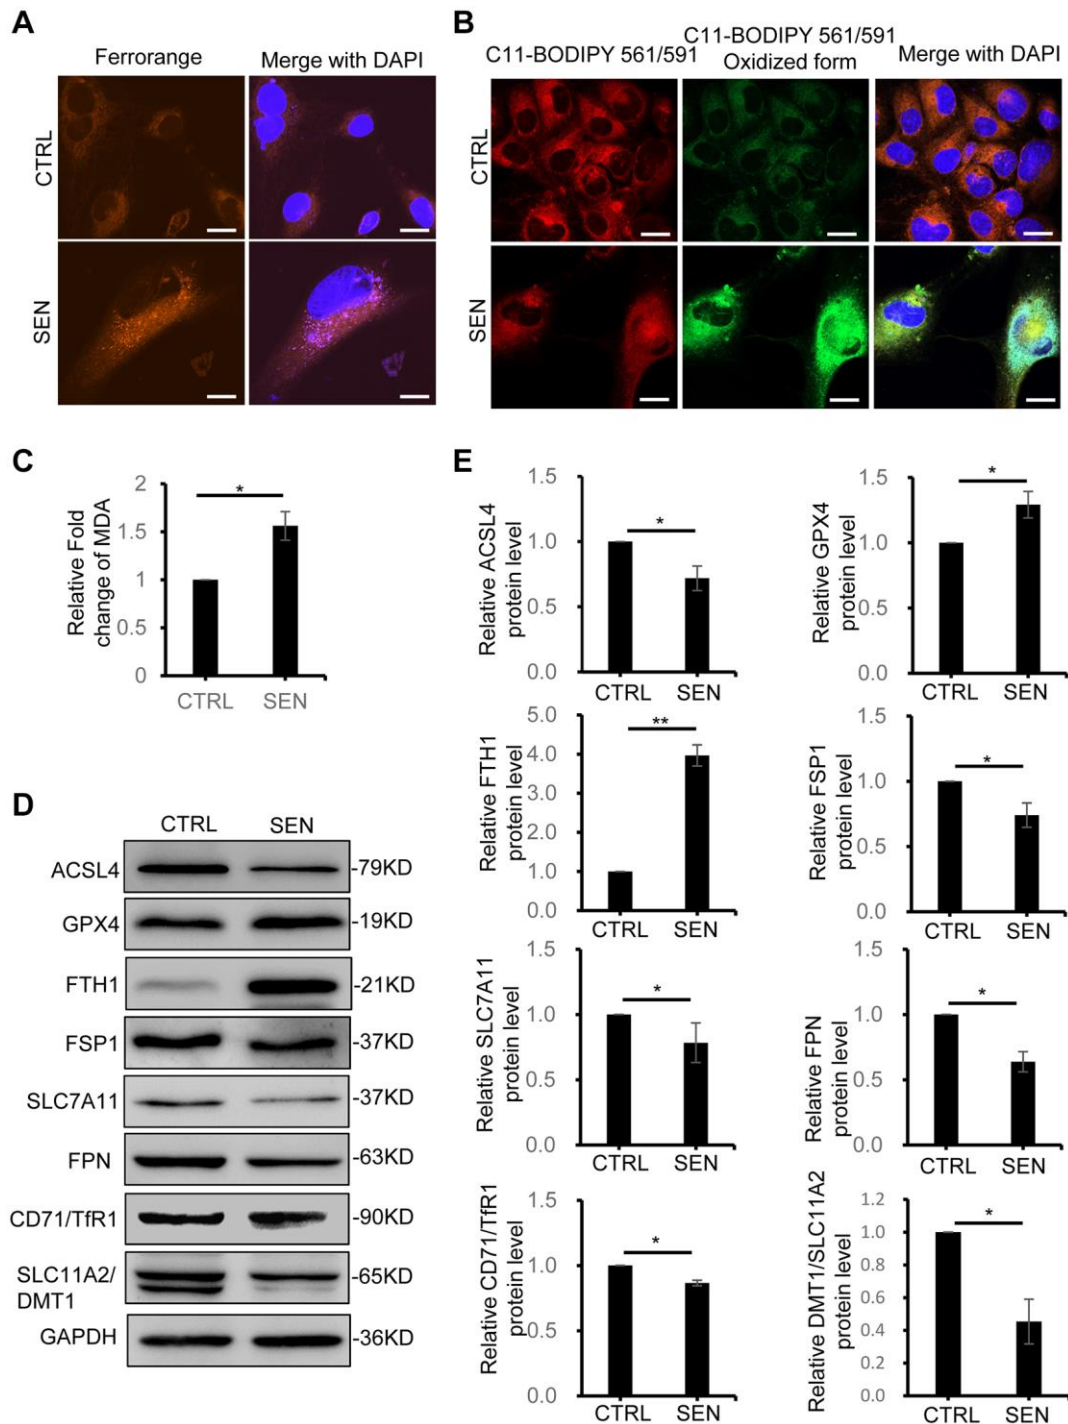 A
Ferrorange
Merge with DAPI
CTRL
SEN
B
C11-BODIPY 561/591
C11-BODIPY 561/591
Oxidized form
Merge with DAPI
CTRL
SEN
C
Relative Fold
change of MDA
2
1.5
1
0.5
0
*
CTRL
SEN
D
CTRL
SEN
ACSL4
-79KD
GPX4
-19KD
FTH1
-21KD
FSP1
-37KD
SLC7A11
-37KD
FPN
-63KD
CD71/TfR1
-90KD
SLC11A2/
DMT1
-65KD
GAPDH
-36KD
E
Relative ACSL4
protein level
1.5
1.0
0.5
0.0
*
CTRL
SEN
Relative GPX4
protein level
1.5
1.0
0.5
0.0
*
CTRL
SEN
Relative FTH1
protein level
5.0
4.0
3.0
2.0
1.0
0.0
**
CTRL
SEN
Relative FSP1
protein level
1.5
1.0
0.5
0.0
*
CTRL
SEN
Relative SLC7A11
protein level
1.5
1.0
0.5
0.0
*
CTRL
SEN
Relative FPN
protein level
1.5
1.0
0.5
0.0
*
CTRL
SEN
Relative CD71/TfR1
protein level
1.5
1.0
0.5
0.0
*
CTRL
SEN
Relative DMT1/SLC11A2
protein level
1.2
1.0
0.8
0.6
0.4
0.2
0.0
*
CTRL
SEN